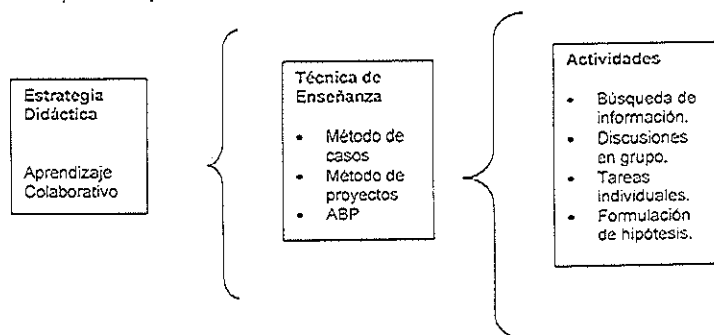 Estrategia
Didáctica
Aprendizaje
Colaborativo
Técnica de
Enseñanza
• Método de
casos
• Método de
proyectos
• ABP
Actividades
• Búsqueda de
información.
• Discusiones
en grupo.
• Tareas
individuales.
• Formulación
de hipótesis.